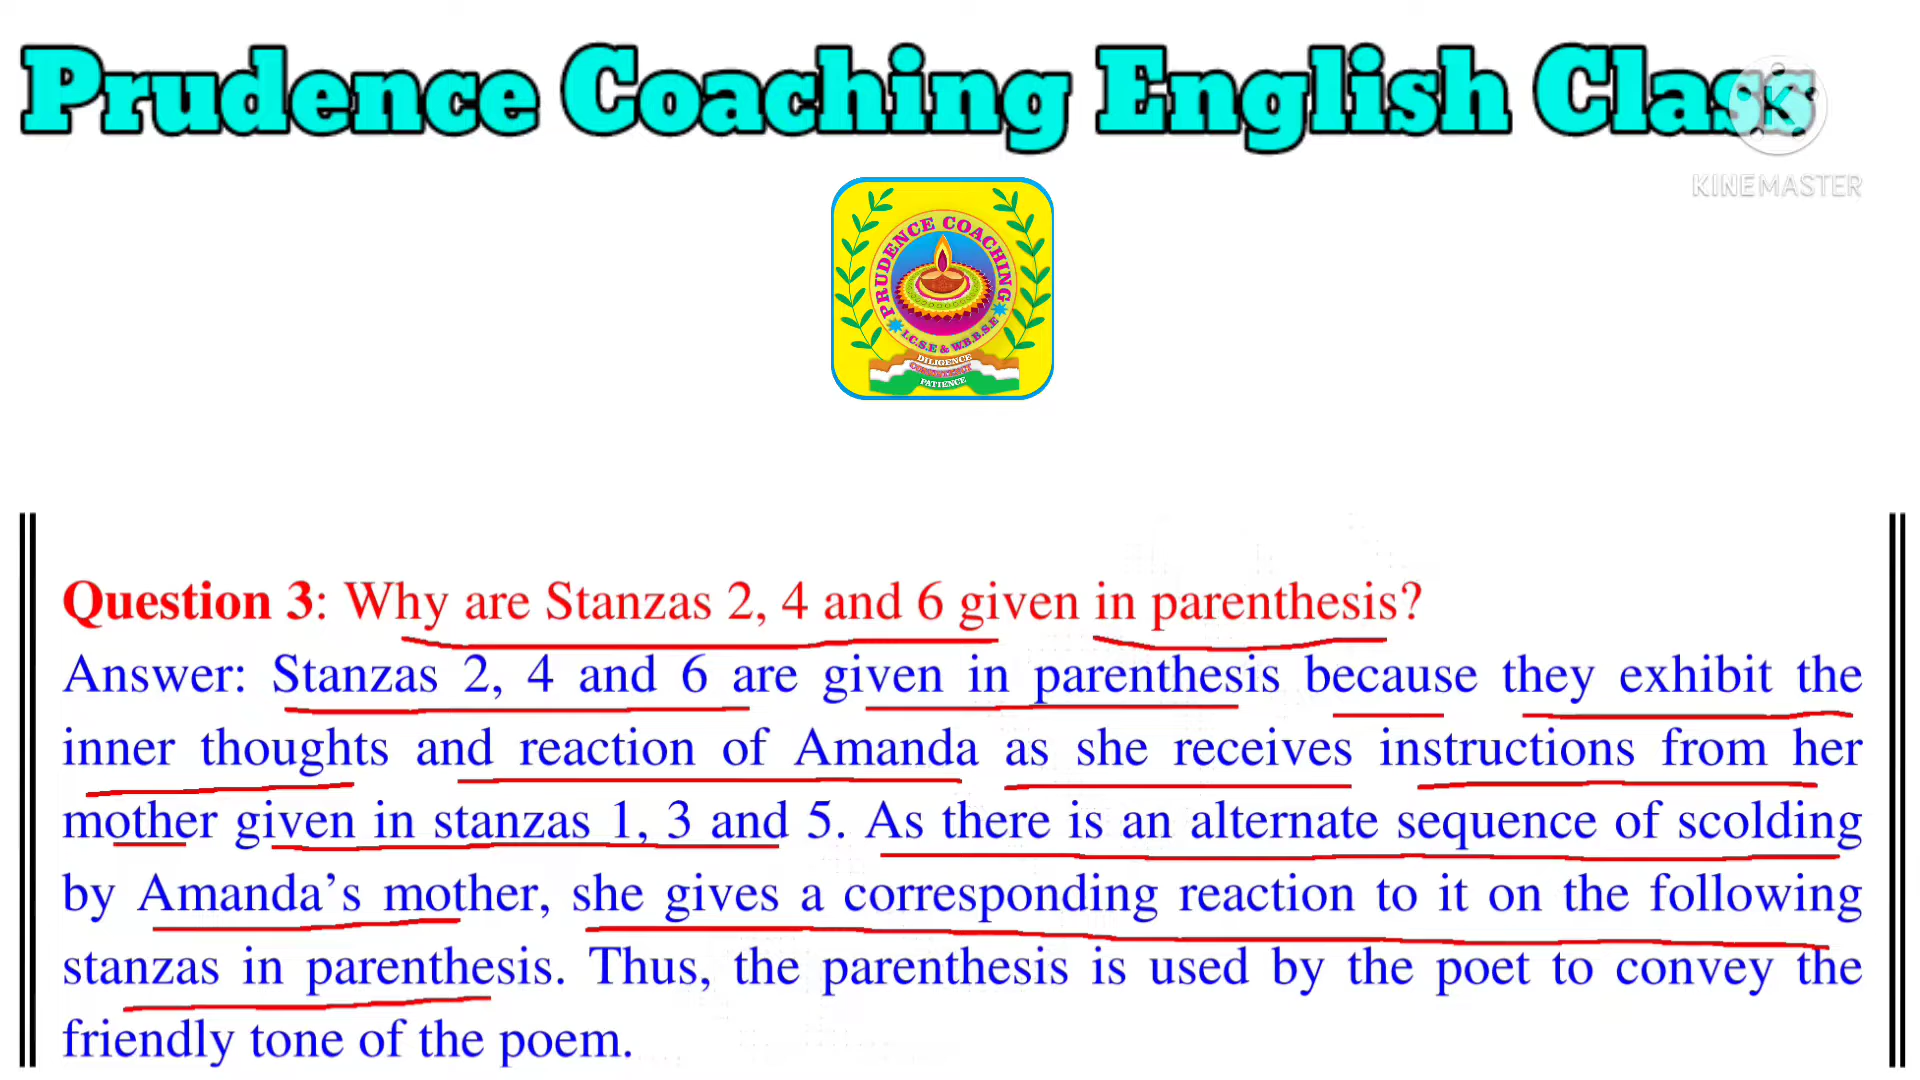 Prudence Coaching English Class
KINEMASTER
PRUDENCE COACHING
I.C.S.E & W.B.B.S.E
DILIGENCE
CONSISTENCY
PATIENCE
Question 3: Why are Stanzas 2, 4 and 6 given in parenthesis?
Answer: Stanzas 2, 4 and 6 are given in parenthesis because they exhibit the
inner thoughts and reaction of Amanda as she receives instructions from her
mother given in stanzas 1, 3 and 5. As there is an alternate sequence of scolding
by Amanda’s mother, she gives a corresponding reaction to it on the following
stanzas in parenthesis. Thus, the parenthesis is used by the poet to convey the
friendly tone of the poem.